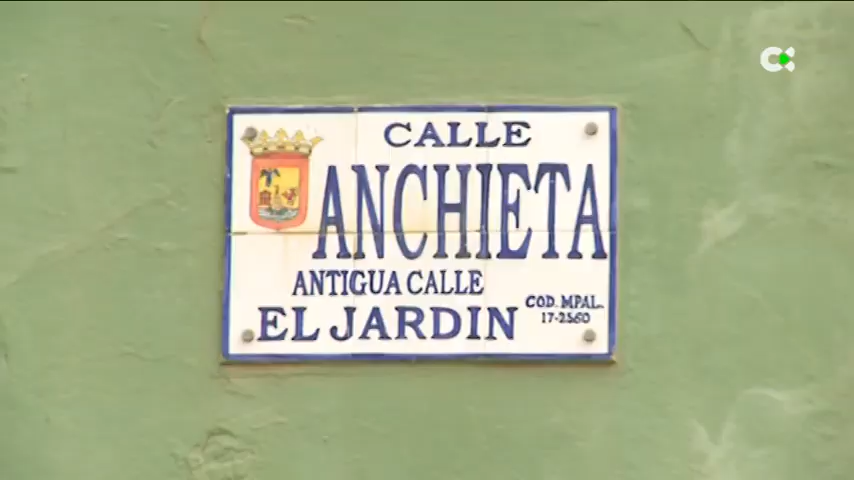 CALLE
ANCHIETA
ANTIGUA CALLE
EL JARDIN
COD. MPAL.
17-2560